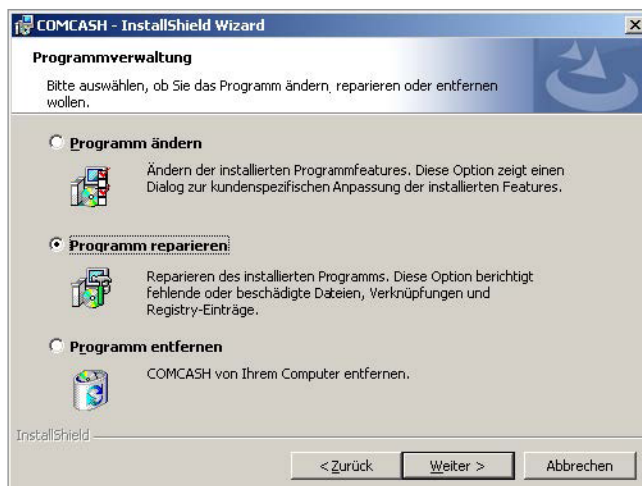 COMCASH - InstallShield Wizard
Programmverwaltung
Bitte auswählen, ob Sie das Programm ändern, reparieren oder entfernen
wollen.
Programm ändern
Ändern der installierten Programmfeatures. Diese Option zeigt einen
Dialog zur kundenspezifischen Anpassung der installierten Features.
Programm reparieren
Reparieren des installierten Programms. Diese Option berichtigt
fehlende oder beschädigte Dateien, Verknüpfungen und
Registry-Einträge.
Programm entfernen
COMCASH von Ihrem Computer entfernen.
InstallShield
< Zurück
Weiter >
Abbrechen